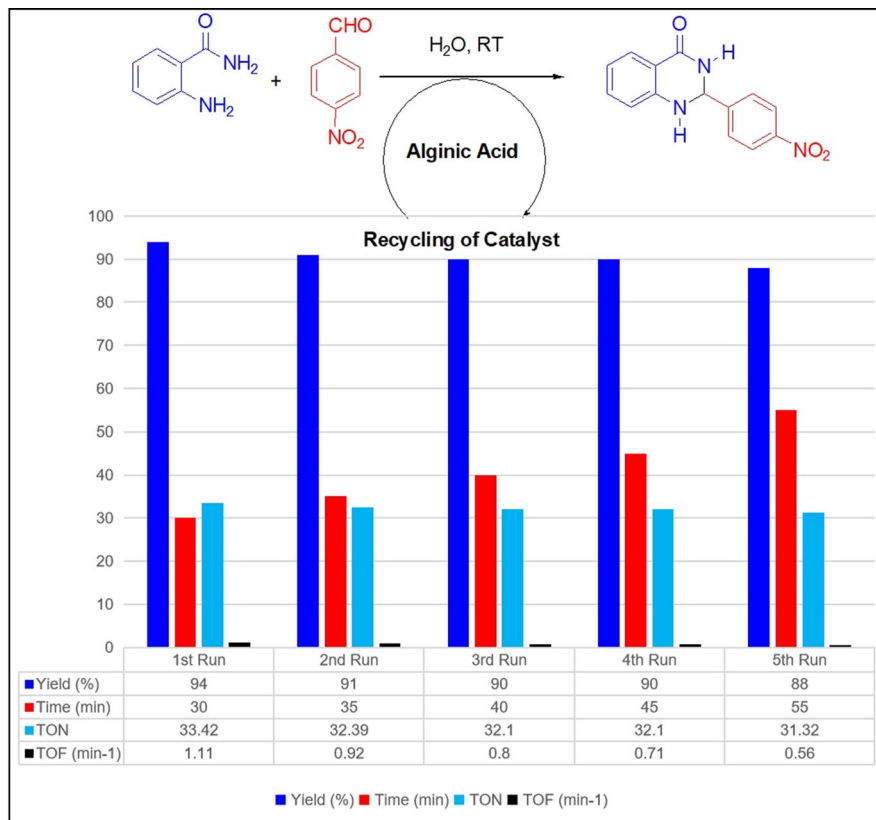 O
NH₂
NH₂
+
CHO
NO₂
H₂O, RT
Alginic Acid
O
H
N
N
H
NO₂
Recycling of Catalyst
100
90
80
70
60
50
40
30
20
10
0
1st Run 2nd Run 3rd Run 4th Run 5th Run
Yield (%) 94 91 90 90 88
Time (min) 30 35 40 45 55
TON 33.42 32.39 32.1 32.1 31.32
TOF (min-1) 1.11 0.92 0.8 0.71 0.56
Yield (%) Time (min) TON TOF (min-1)